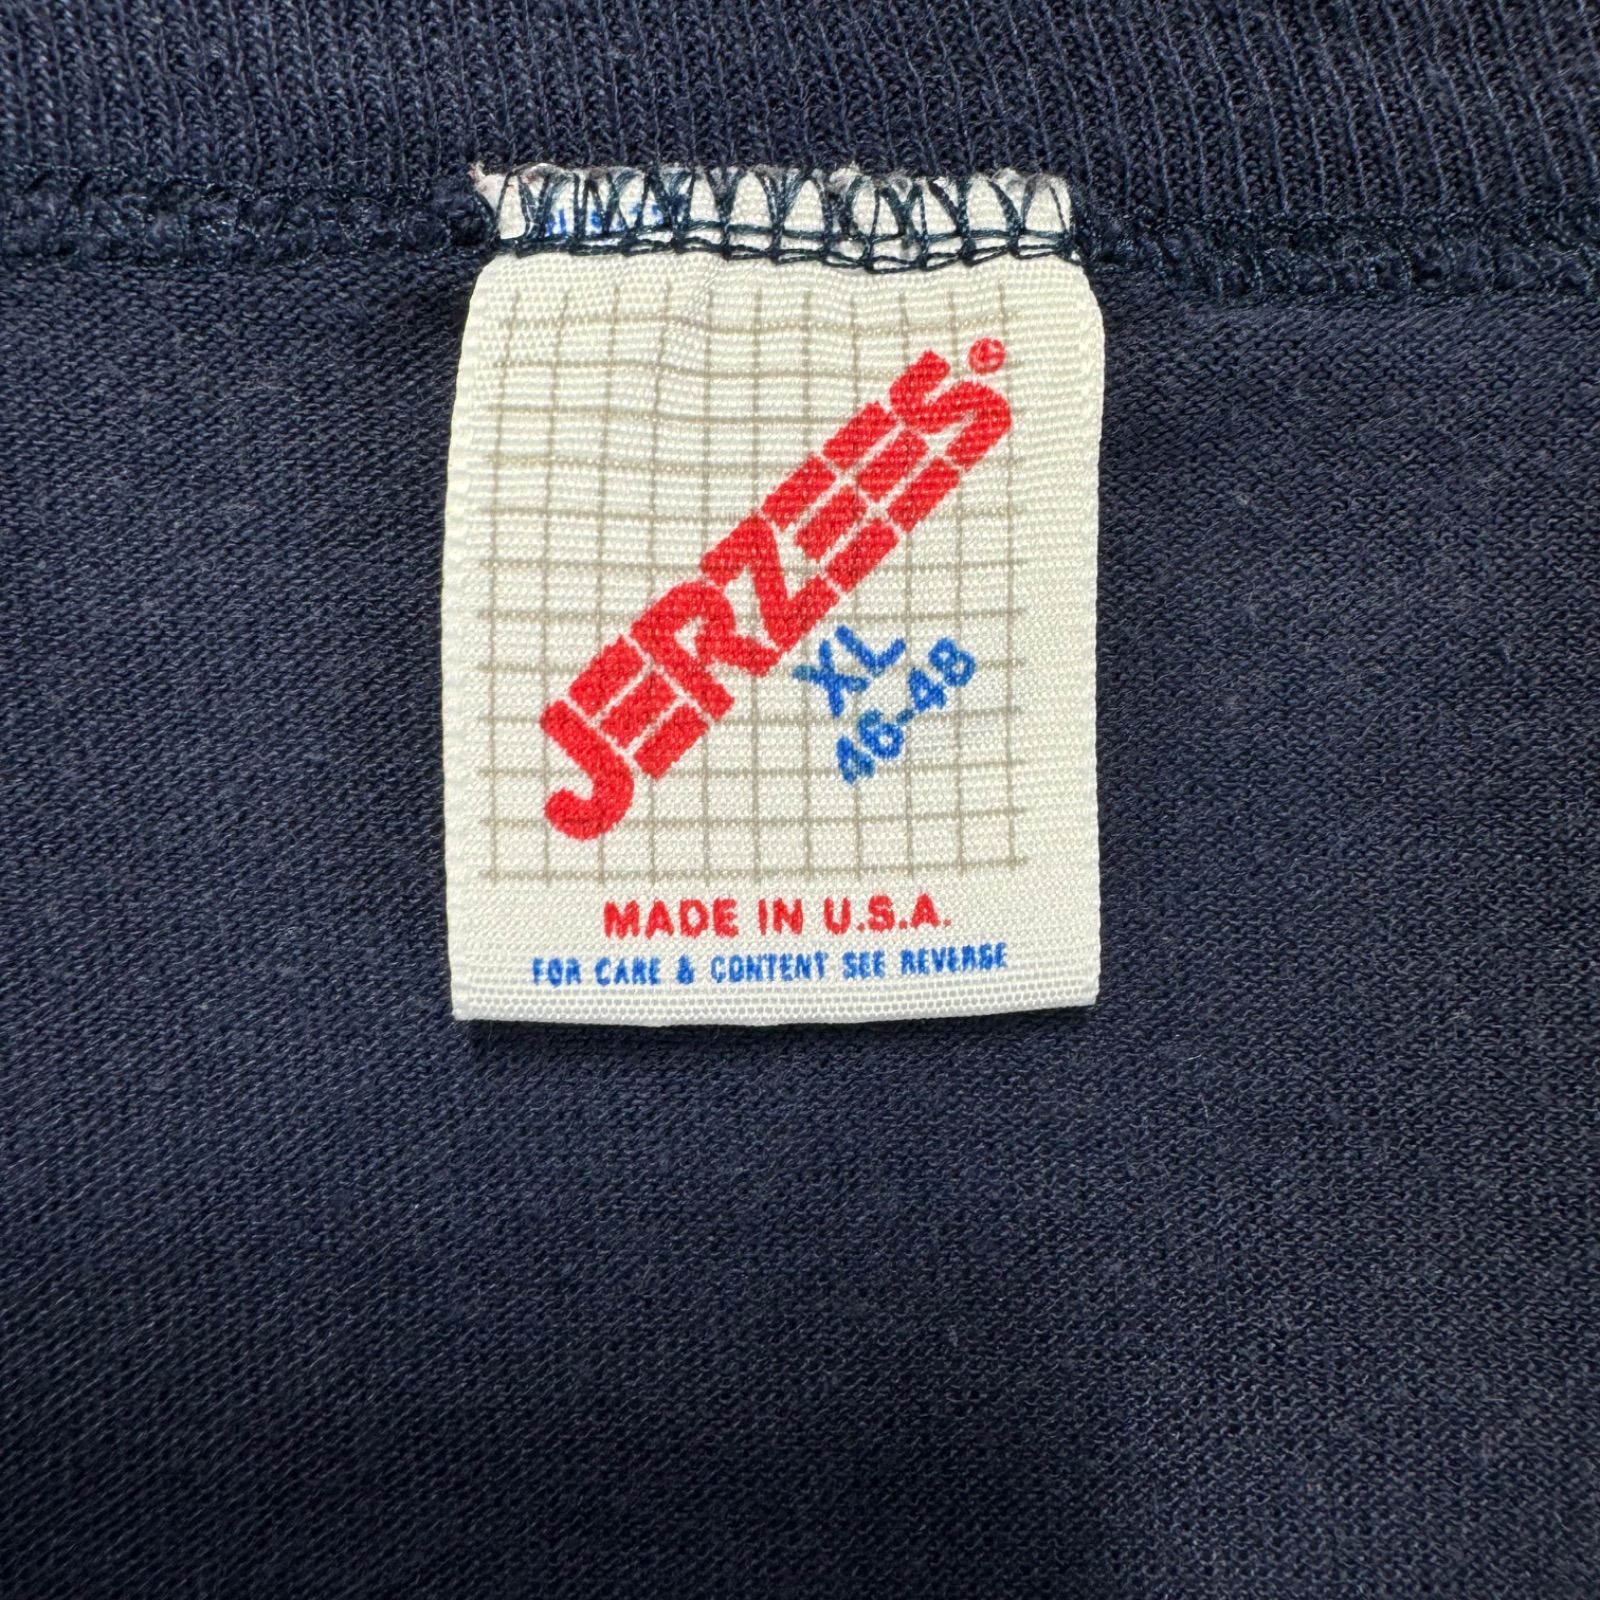 JERZEES®
XL
46-48
MADE IN U.S.A.
FOR CARE & CONTENT SEE REVERSE